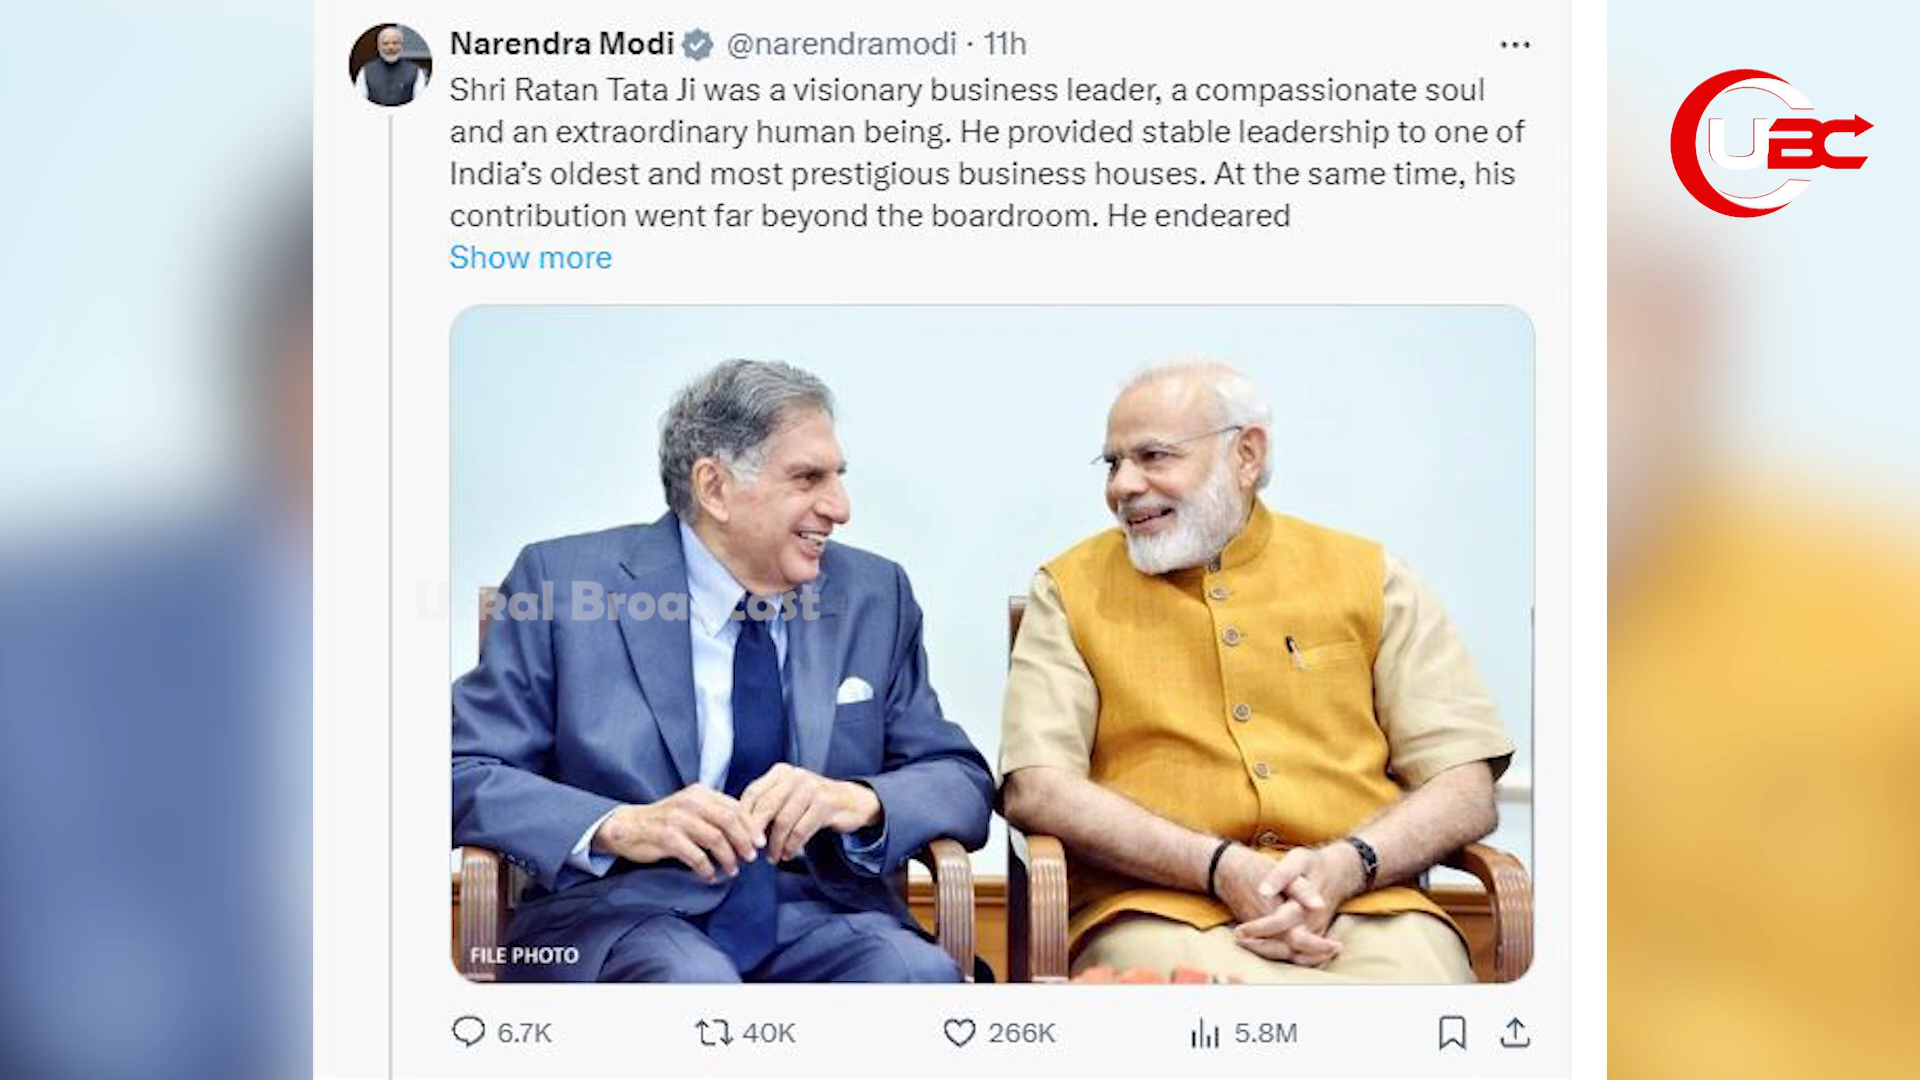 Narendra Modi @narendramodi · 11h
Shri Ratan Tata Ji was a visionary business leader, a compassionate soul
and an extraordinary human being. He provided stable leadership to one of
India’s oldest and most prestigious business houses. At the same time, his
contribution went far beyond the boardroom. He endeared
Show more
UBC
FILE PHOTO
6.7K 40K 266K 5.8M